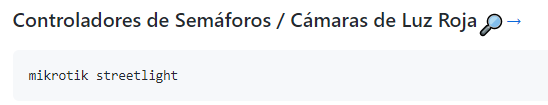 Controladores de Semáforos / Cámaras de Luz Roja 🔎→
mikrotik streetlight